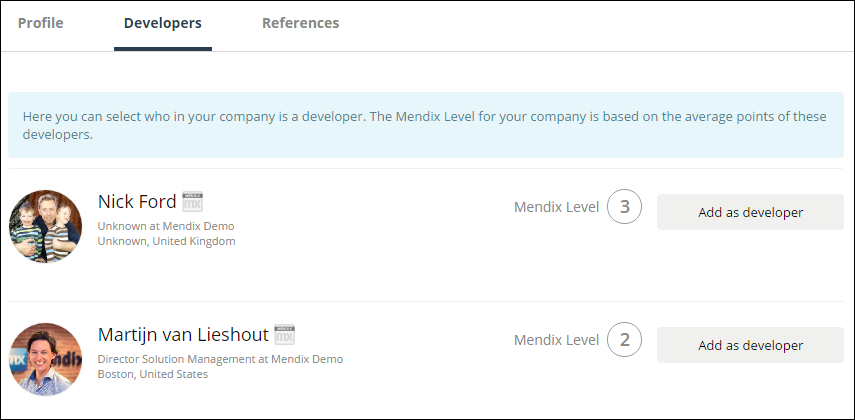 Profile Developers References
Here you can select who in your company is a developer. The Mendix Level for your company is based on the average points of these
developers.
Nick Ford mx
Mendix Level 3 Add as developer
Unknown at Mendix Demo
Unknown, United Kingdom
Martijn van Lieshout mx
Mendix Level 2 Add as developer
Director Solution Management at Mendix Demo
Boston, United States
mx